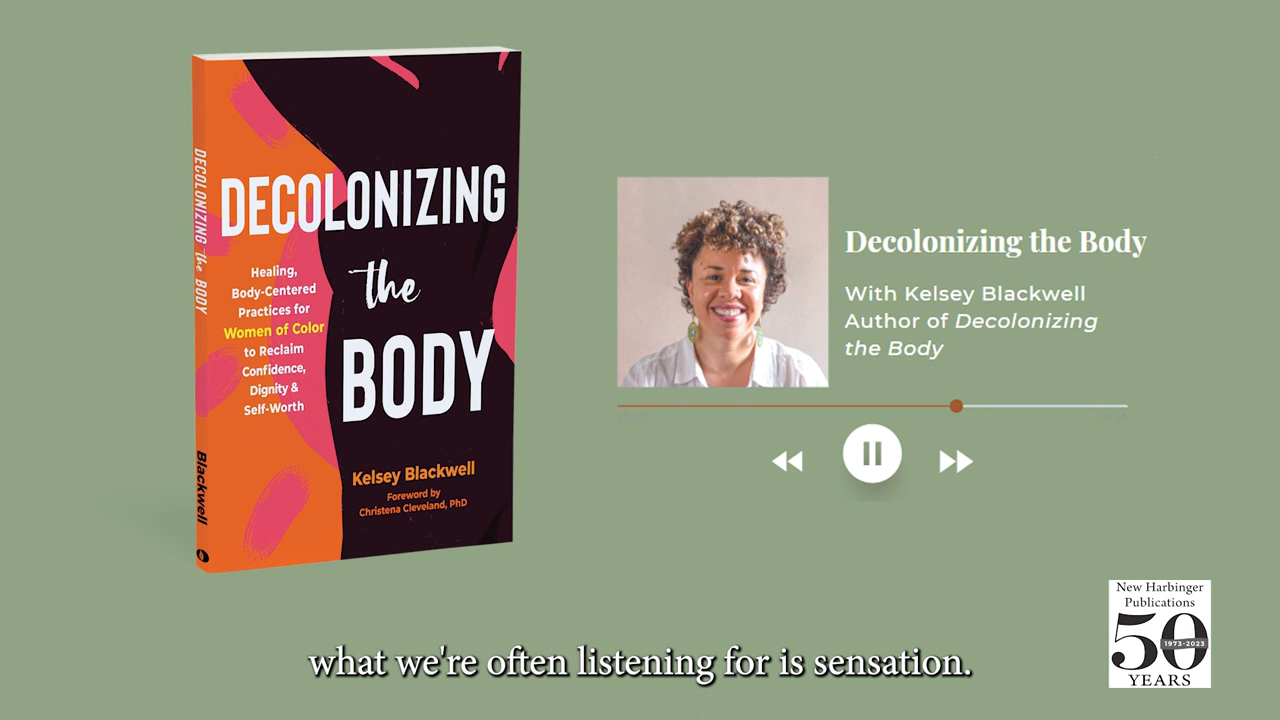 DECOLONIZING the BODY
Blackwell
DECOLONIZING
the
BODY
Healing,
Body-Centered
Practices for
Women of Color
to Reclaim
Confidence,
Dignity &
Self-Worth
Kelsey Blackwell
Foreword by
Christena Cleveland, PhD
Decolonizing the Body
With Kelsey Blackwell
Author of Decolonizing
the Body
what we're often listening for is sensation.
New Harbinger
Publications
50
1973-2023
YEARS